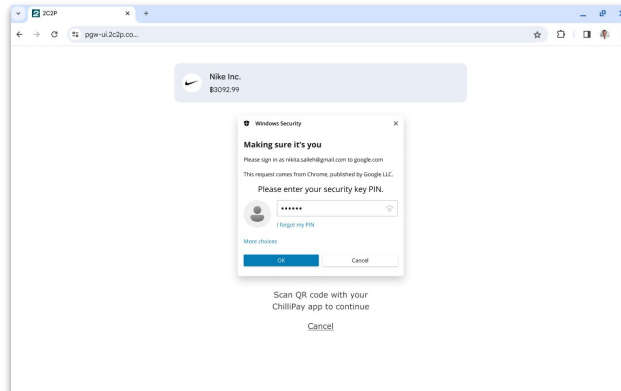 2C2P
pgw-ui.2c2p.co...
Nike Inc.
฿3092.99
Windows Security
Making sure it's you
Please sign in as nikita.salleh@gmail.com to google.com
This request comes from Chrome, published by Google LLC.
Please enter your security key PIN.
••••••
I forgot my PIN
More choices
OK
Cancel
Scan QR code with your
ChilliPay app to continue
Cancel